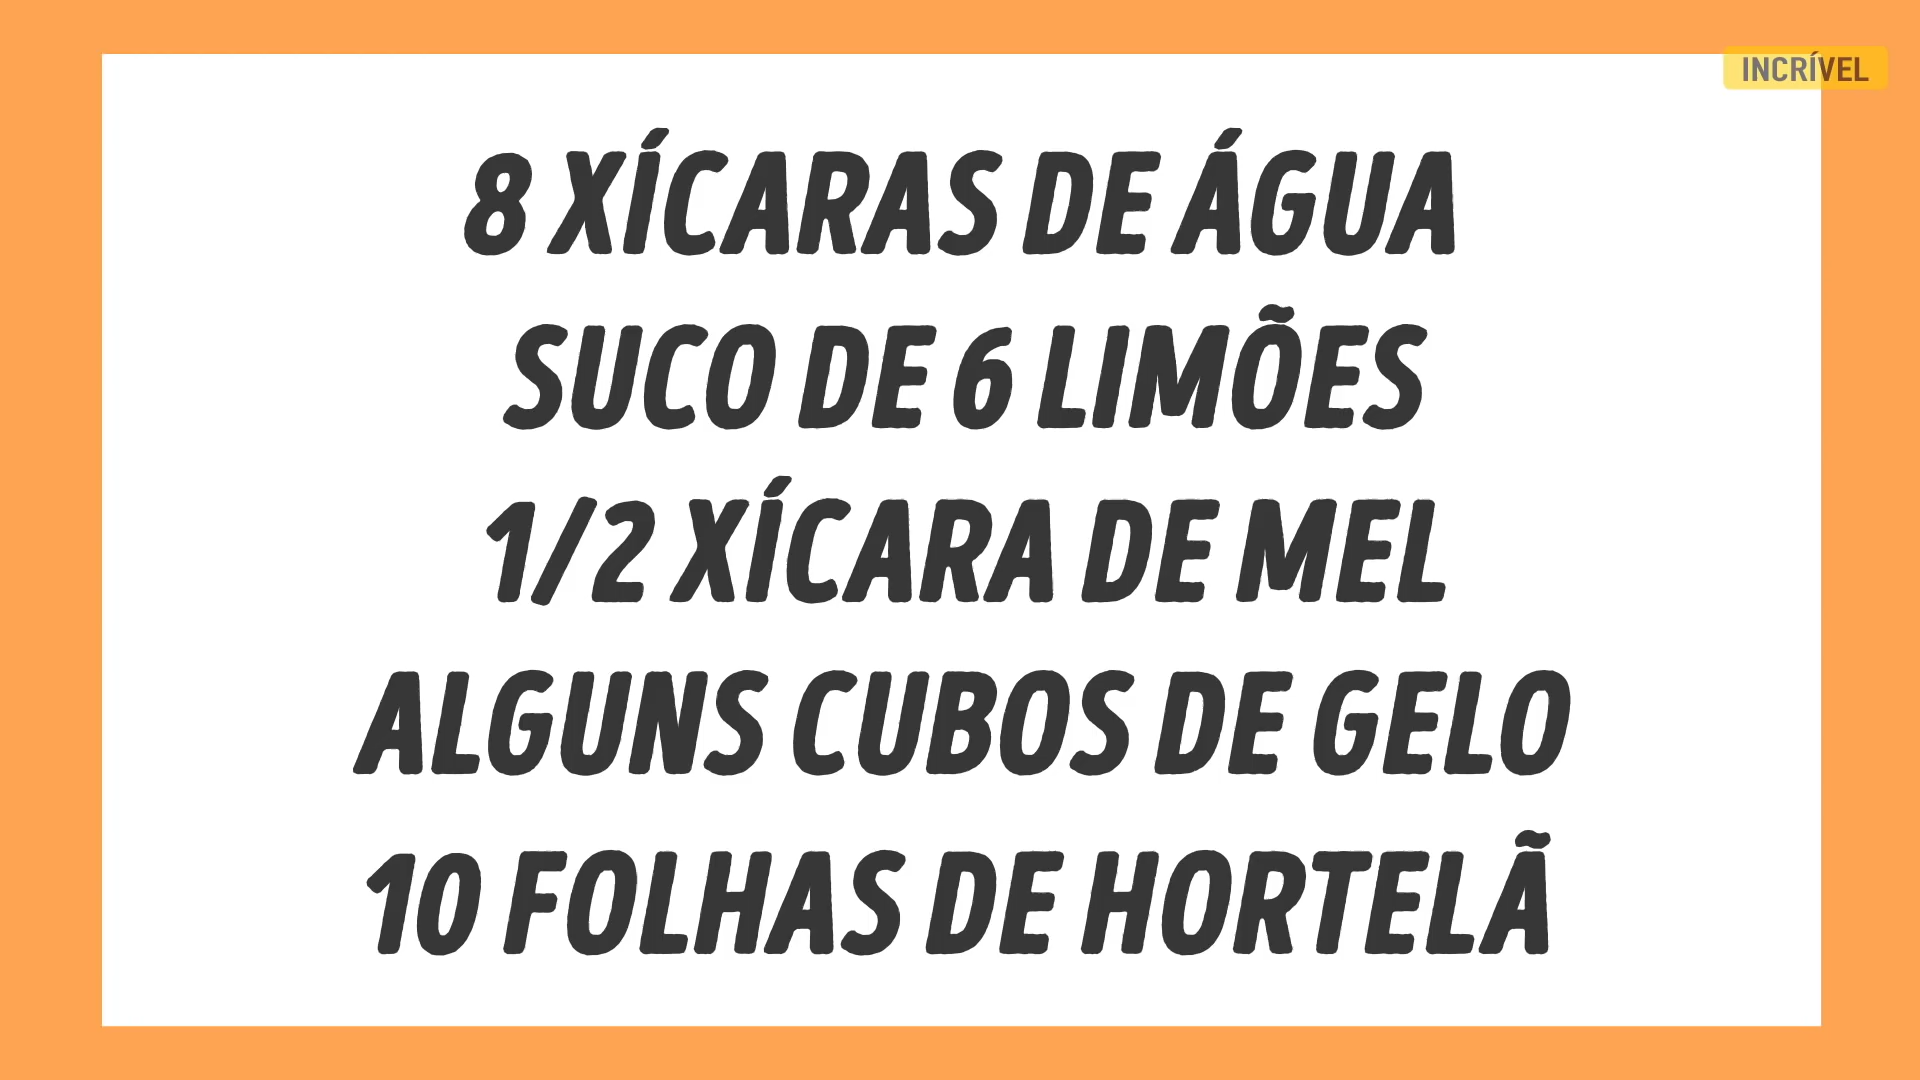 INCRÍVEL
8 XÍCARAS DE ÁGUA
SUCO DE 6 LIMÕES
1/2 XÍCARA DE MEL
ALGUNS CUBOS DE GELO
10 FOLHAS DE HORTELÃ